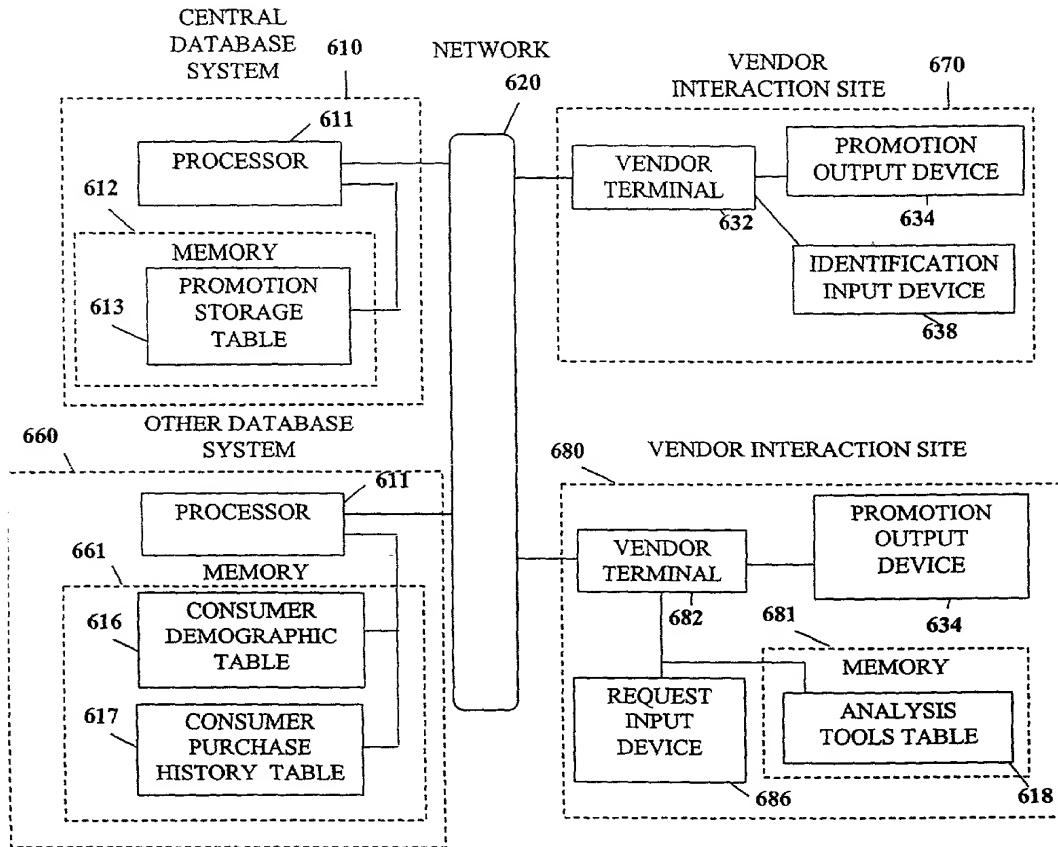 CENTRAL
DATABASE
SYSTEM
610
611
PROCESSOR
612
MEMORY
613
PROMOTION
STORAGE
TABLE
NETWORK
620
VENDOR
INTERACTION SITE
670
VENDOR
TERMINAL
632
PROMOTION
OUTPUT DEVICE
634
IDENTIFICATION
INPUT DEVICE
638
OTHER DATABASE
SYSTEM
660
611
PROCESSOR
661
MEMORY
616
CONSUMER
DEMOGRAPHIC
TABLE
617
CONSUMER
PURCHASE
HISTORY TABLE
VENDOR INTERACTION SITE
680
VENDOR
TERMINAL
682
PROMOTION
OUTPUT
DEVICE
634
681
MEMORY
REQUEST
INPUT
DEVICE
686
ANALYSIS
TOOLS TABLE
618